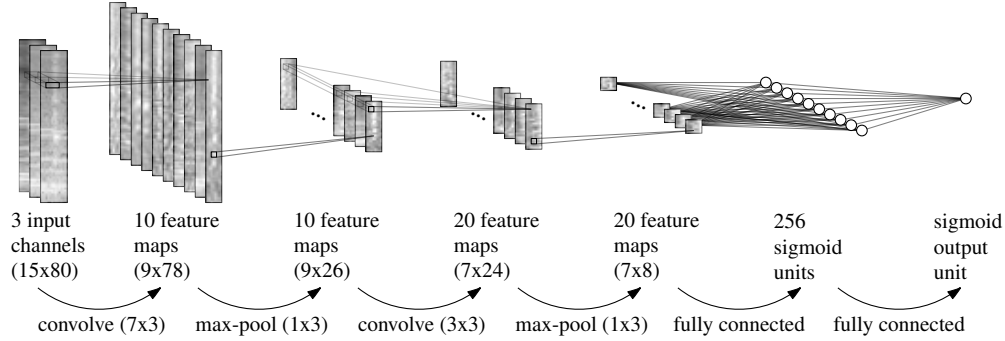 3 input
channels
(15x80)
10 feature
maps
(9x78)
10 feature
maps
(9x26)
20 feature
maps
(7x24)
20 feature
maps
(7x8)
256
sigmoid
units
sigmoid
output
unit
convolve (7x3)
max-pool (1x3)
convolve (3x3)
max-pool (1x3)
fully connected
fully connected